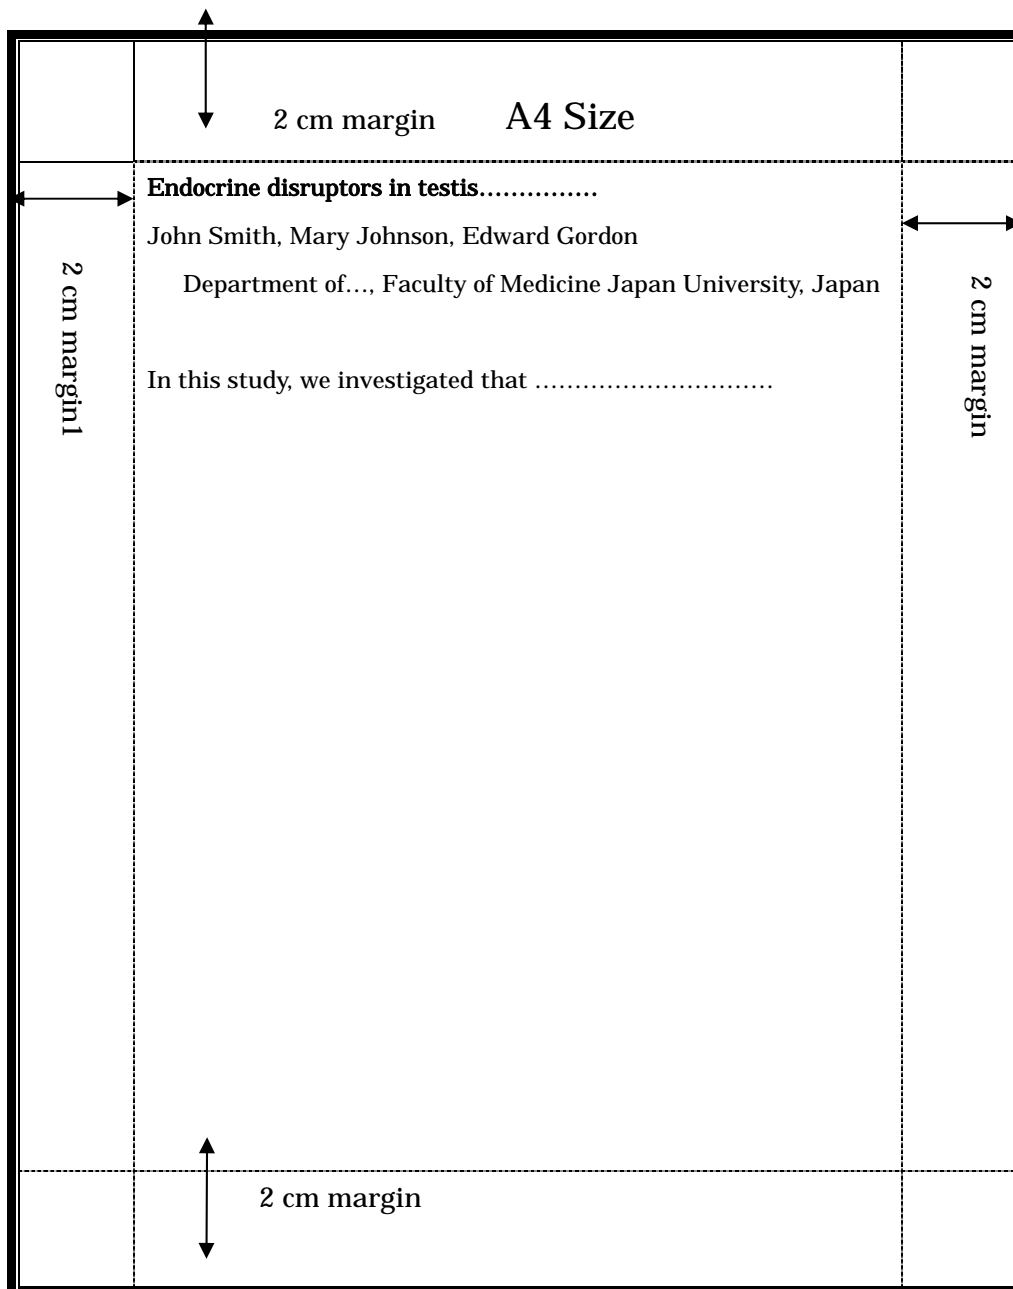 2 cm margin A4 Size
Endocrine disruptors in testis……………
John Smith, Mary Johnson, Edward Gordon
Department of…, Faculty of Medicine Japan University, Japan
2 cm margin1
2 cm margin
In this study, we investigated that …………………………
2 cm margin